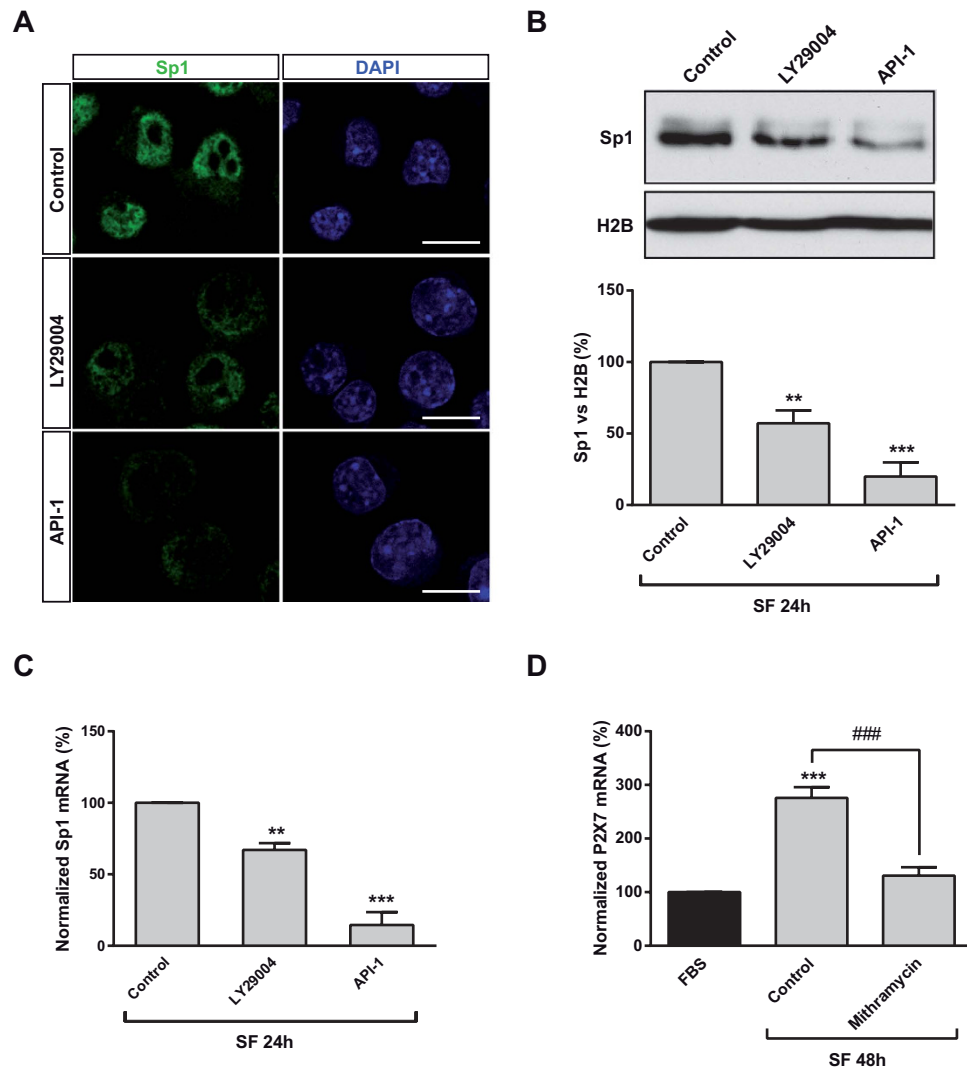 A
Sp1 DAPI
Control
LY29004
API-1
B
Control LY29004 API-1
Sp1
H2B
Sp1 vs H2B (%)
150
100
50
0
** ***
Control LY29004 API-1
SF 24h
C
Normalized Sp1 mRNA (%)
150
100
50
0
** ***
Control LY29004 API-1
SF 24h
D
Normalized P2X7 mRNA (%)
400
300
200
100
0
*** ###
FBS Control Mithramycin
SF 48h